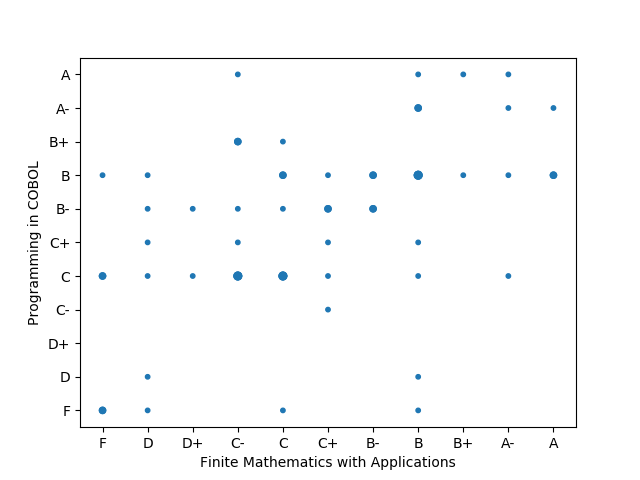 Programming in COBOL
A
A-
B+
B
B-
C+
C
C-
D+
D
F
F D D+ C- C C+ B- B B+ A- A
Finite Mathematics with Applications